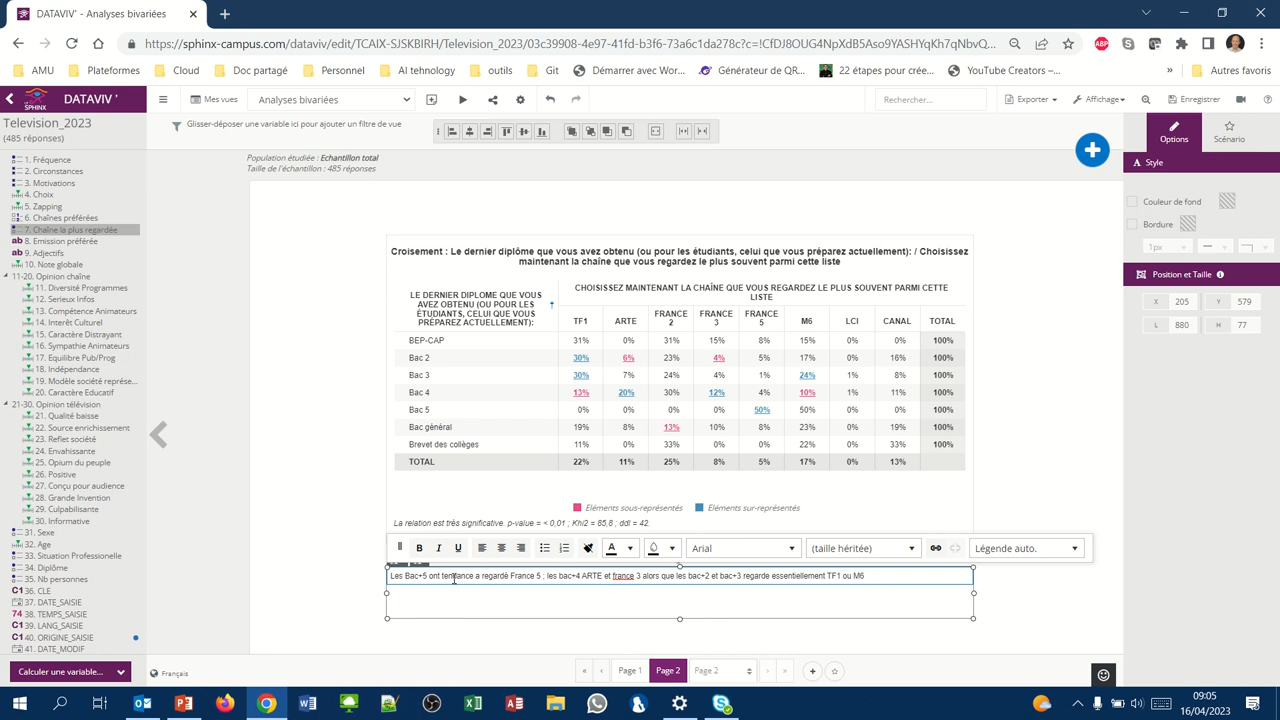 DATAVIV' - Analyses bivariées
https://sphinx-campus.com/dataviv/edit/
AMU
Plateformes
Cloud
Doc partagé
Personnel
AI tehnology
outils
Git
Démarrer avec Wor...
Générateur de QR...
22 étapes pour crée...
YouTube Creators –...
»
Autres favoris
SPHINX
DATAVIV '
Mes vues
Analyses bivariées
Rechercher...
Exporter
Affichage
Enregistrer
Television_2023
(485 réponses)
Glisser-déposer une variable ici pour ajouter un filtre de vue
Options
Scénario
Population étudiée : Echantillon total
Taille de l'échantillon : 485 réponses
Style
Couleur de fond
Bordure
1px
Position et Taille
X 205 Y 579
L 880 H 77
1. Fréquence
2. Circonstances
3. Motivations
4. Choix
5. Zapping
6. Chaînes préférées
7. Chaîne la plus regardée
8. Emission préférée
9. Adjectifs
10. Note globale
11-20. Opinion chaîne
11. Diversité Programmes
12. Serieux Infos
13. Compétence Animateurs
14. Interêt Culturel
15. Caractère Distrayant
16. Sympathie Animateurs
17. Equilibre Pub/Prog
18. Indépendance
19. Modèle société représe...
20. Caractère Educatif
21-30. Opinion télévision
21. Qualité baisse
22. Source enrichissement
23. Reflet société
24. Envahissante
25. Opium du peuple
26. Positive
27. Conçu pour audience
28. Grande Invention
29. Culpabilisante
30. Informative
31. Sexe
32. Age
33. Situation Professionelle
34. Diplôme
35. Nb personnes
36. CLE
37. DATE_SAISIE
74 38. TEMPS_SAISIE
39. LANG_SAISIE
40. ORIGINE_SAISIE
41. DATE_MODIF
Calculer une variable...
Croisement : Le dernier diplôme que vous avez obtenu (ou pour les étudiants, celui que vous préparez actuellement): / Choisissez
maintenant la chaîne que vous regardez le plus souvent parmi cette liste
LE DERNIER DIPLÔME QUE VOUS
AVEZ OBTENU (OU POUR LES
ÉTUDIANTS, CELUI QUE VOUS
PRÉPAREZ ACTUELLEMENT):
CHOISISSEZ MAINTENANT LA CHAÎNE QUE VOUS REGARDEZ LE PLUS SOUVENT PARMI CETTE
LISTE
TF1 ARTE FRANCE 2 FRANCE 3 FRANCE 5 M6 LCI CANAL TOTAL
BEP-CAP 31% 0% 31% 15% 8% 15% 0% 0% 100%
Bac 2 30% 6% 23% 4% 5% 17% 0% 16% 100%
Bac 3 30% 7% 24% 4% 1% 24% 1% 8% 100%
Bac 4 13% 20% 30% 12% 4% 10% 1% 11% 100%
Bac 5 0% 0% 0% 0% 50% 50% 0% 0% 100%
Bac général 19% 8% 13% 10% 8% 23% 0% 19% 100%
Brevet des collèges 11% 0% 33% 0% 0% 22% 0% 33% 100%
TOTAL 22% 11% 25% 8% 5% 17% 0% 13%
Eléments sous-représentés
Eléments sur-représentés
La relation est très significative. p-value = < 0,01 ; Khi2 = 85,8 ; ddl = 42.
B I U
A
Arial
(taille héritée)
Légende auto.
Les Bac+5 ont tendance a regardé France 5 ; les bac+4 ARTE et france 3 alors que les bac+2 et bac+3 regarde essentiellement TF1 ou M6
Français
« ‹ Page 1 Page 2 Page 2 › »
09:05
16/04/2023